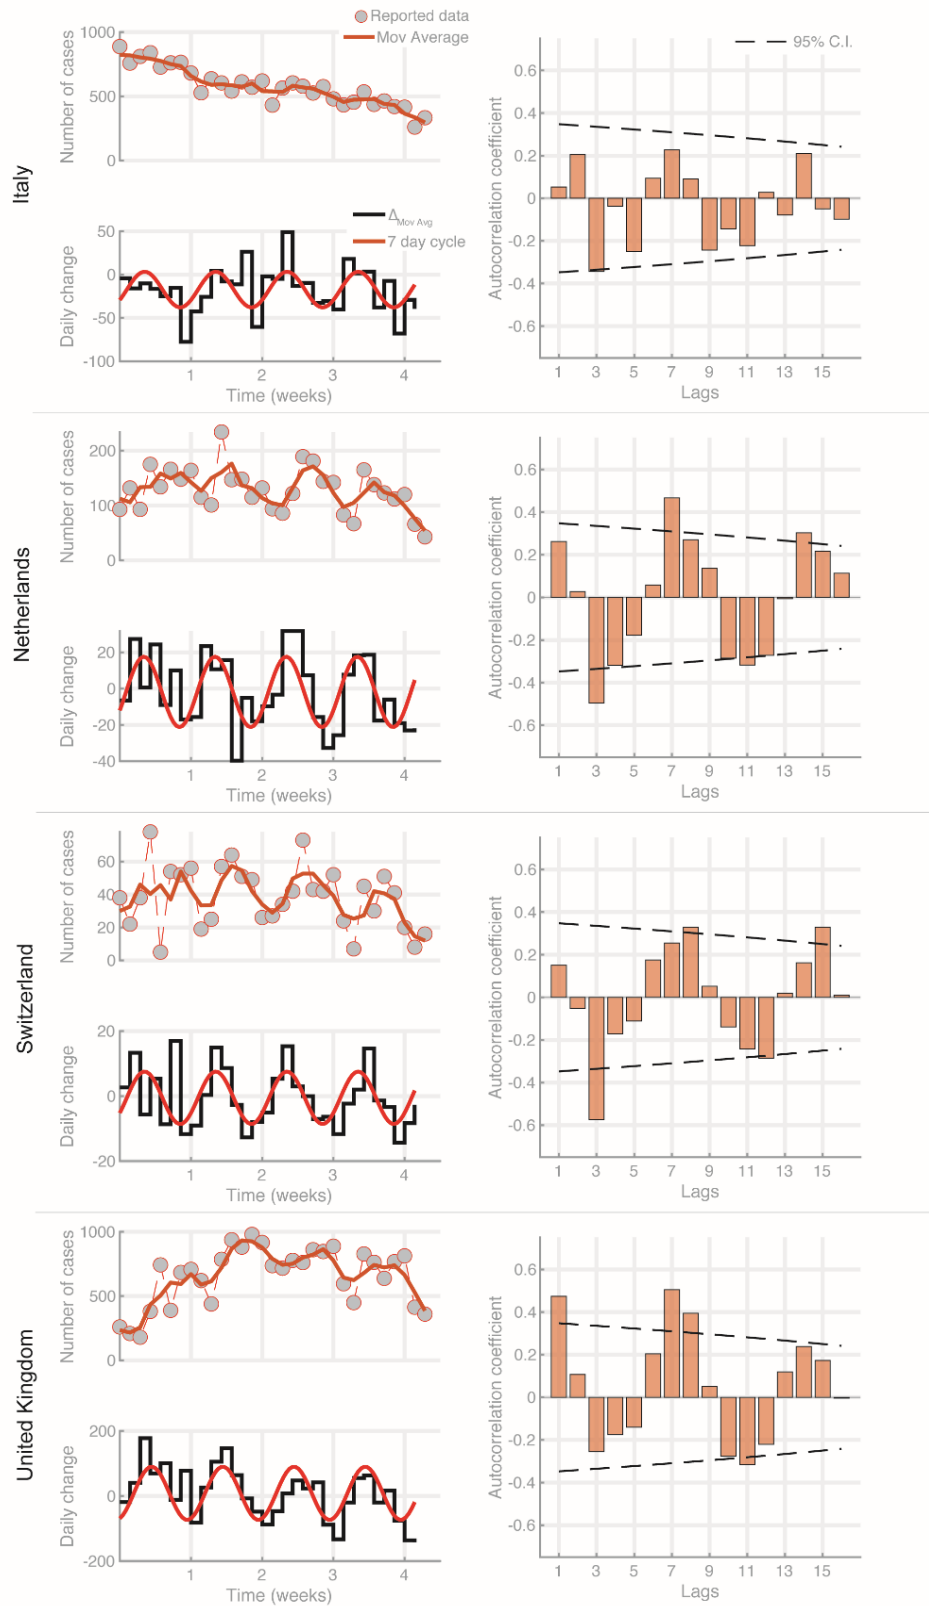 Italy
Reported data
Mov Average
Number of cases
1000
500
0
Δ Mov Avg
7 day cycle
Daily change
50
0
-50
-100
1 2 3 4
Time (weeks)
95% C.I.
Autocorrelation coefficient
0.6
0.4
0.2
0
-0.2
-0.4
-0.6
1 3 5 7 9 11 13 15
Lags
Netherlands
Number of cases
200
100
0
Daily change
20
0
-20
-40
1 2 3 4
Time (weeks)
Autocorrelation coefficient
0.6
0.4
0.2
0
-0.2
-0.4
-0.6
1 3 5 7 9 11 13 15
Lags
Switzerland
Number of cases
60
40
20
0
Daily change
20
0
-20
1 2 3 4
Time (weeks)
Autocorrelation coefficient
0.6
0.4
0.2
0
-0.2
-0.4
-0.6
1 3 5 7 9 11 13 15
Lags
United Kingdom
Number of cases
1000
500
0
Daily change
200
0
-200
1 2 3 4
Time (weeks)
Autocorrelation coefficient
0.6
0.4
0.2
0
-0.2
-0.4
-0.6
1 3 5 7 9 11 13 15
Lags